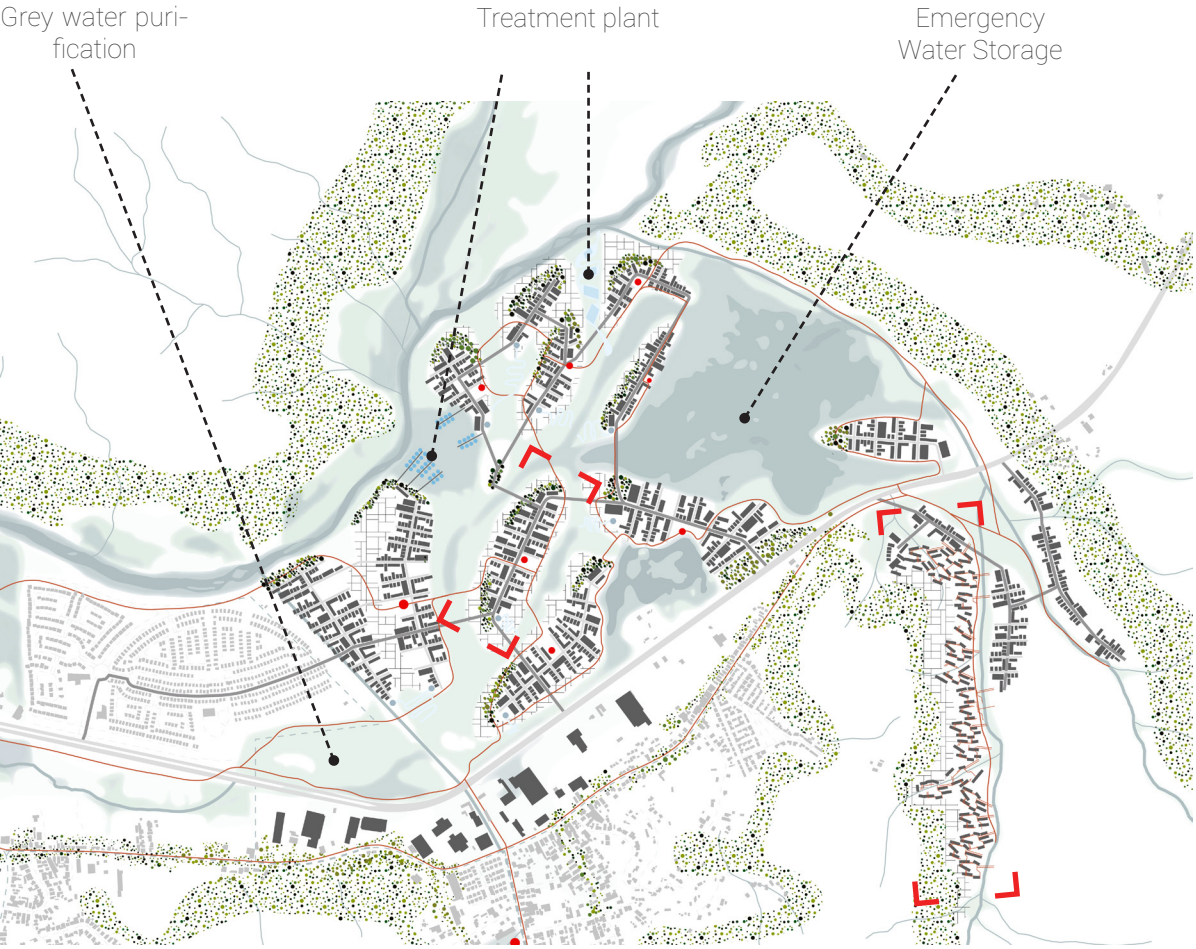 Grey water puri-
fication
Treatment plant
Emergency
Water Storage